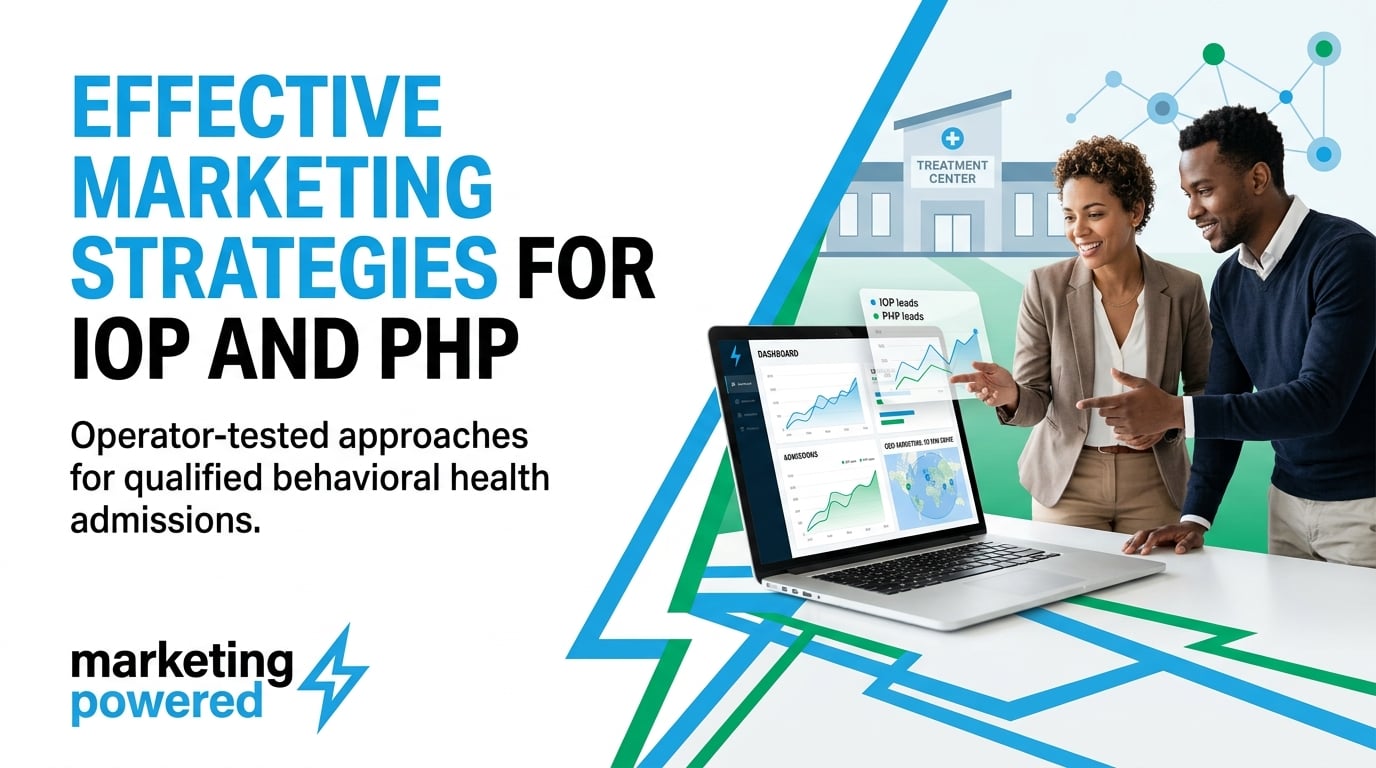 EFFECTIVE
MARKETING
STRATEGIES FOR
IOP AND PHP
Operator-tested approaches
for qualified behavioral health
admissions.
marketing
powered
TREATMENT
CENTER
IOP leads
PHP leads
DASHBOARD